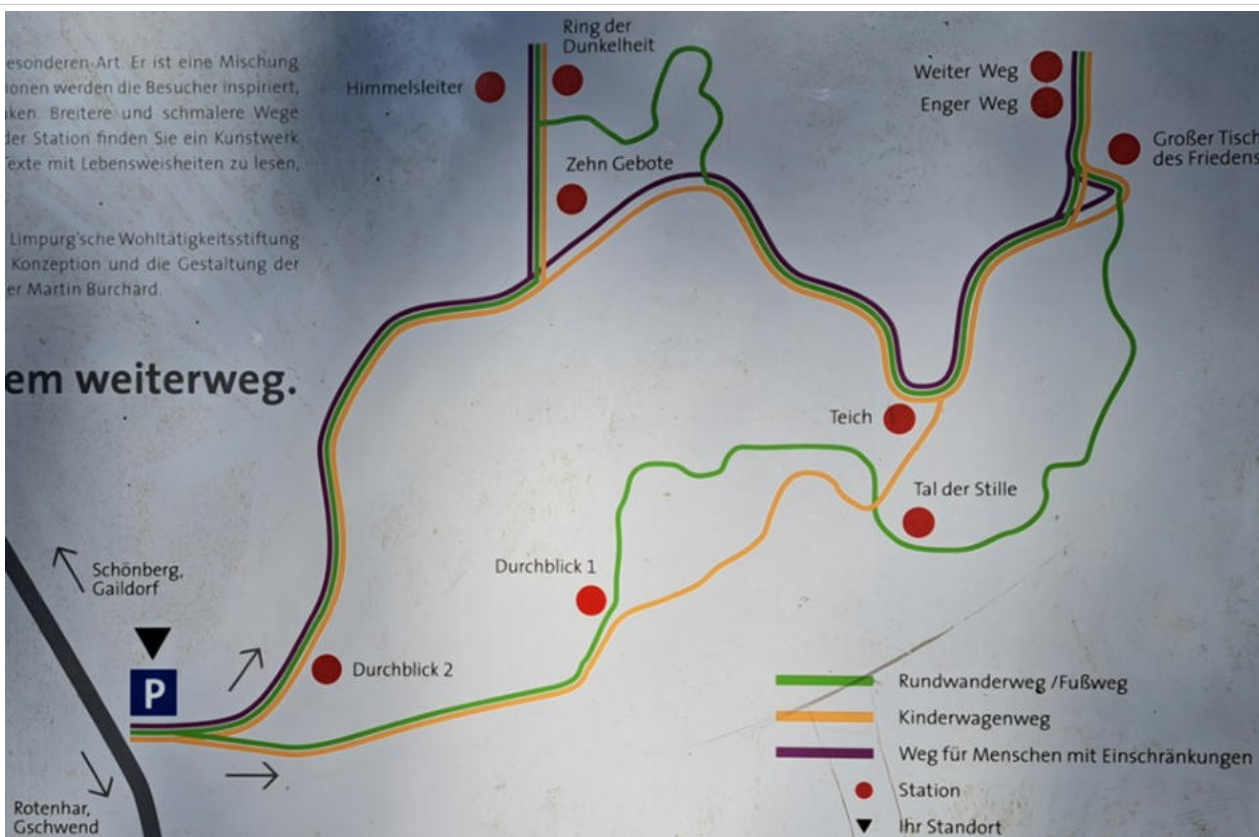 esonderen Art. Er ist eine Mischung
ionen werden die Besucher inspiriert,
ken. Breitere und schmalere Wege
der Station finden Sie ein Kunstwerk
Texte mit Lebensweisheiten zu lesen,
Limpurg'sche Wohltätigkeitsstiftung
Konzeption und die Gestaltung der
er Martin Burchard.
em weiterweg.
Ring der
Dunkelheit
Himmelsleiter
Zehn Gebote
Weiter Weg
Enger Weg
Großer Tisch
des Friedens
Teich
Tal der Stille
Durchblick 1
Durchblick 2
Schönberg,
Gaildorf
P
Rotenhar,
Gschwend
Rundwanderweg /Fußweg
Kinderwagenweg
Weg für Menschen mit Einschränkungen
Station
Ihr Standort